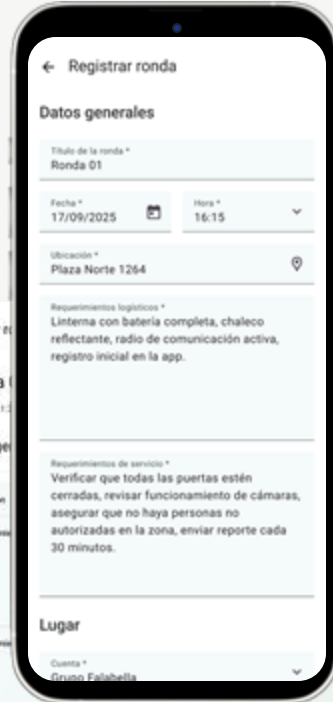 Registrar ronda
Datos generales
Título de la ronda *
Ronda 01
Fecha *
17/09/2025
Hora *
16:15
Ubicación *
Plaza Norte 1264
Requerimientos logísticos *
Linterna con batería completa, chaleco
reflectante, radio de comunicación activa,
registro inicial en la app.
Requerimientos de servicio *
Verificar que todas las puertas estén
cerradas, revisar funcionamiento de cámaras,
asegurar que no haya personas no
autorizadas en la zona, enviar reporte cada
30 minutos.
Lugar
Cuenta *
Grupo Falabella